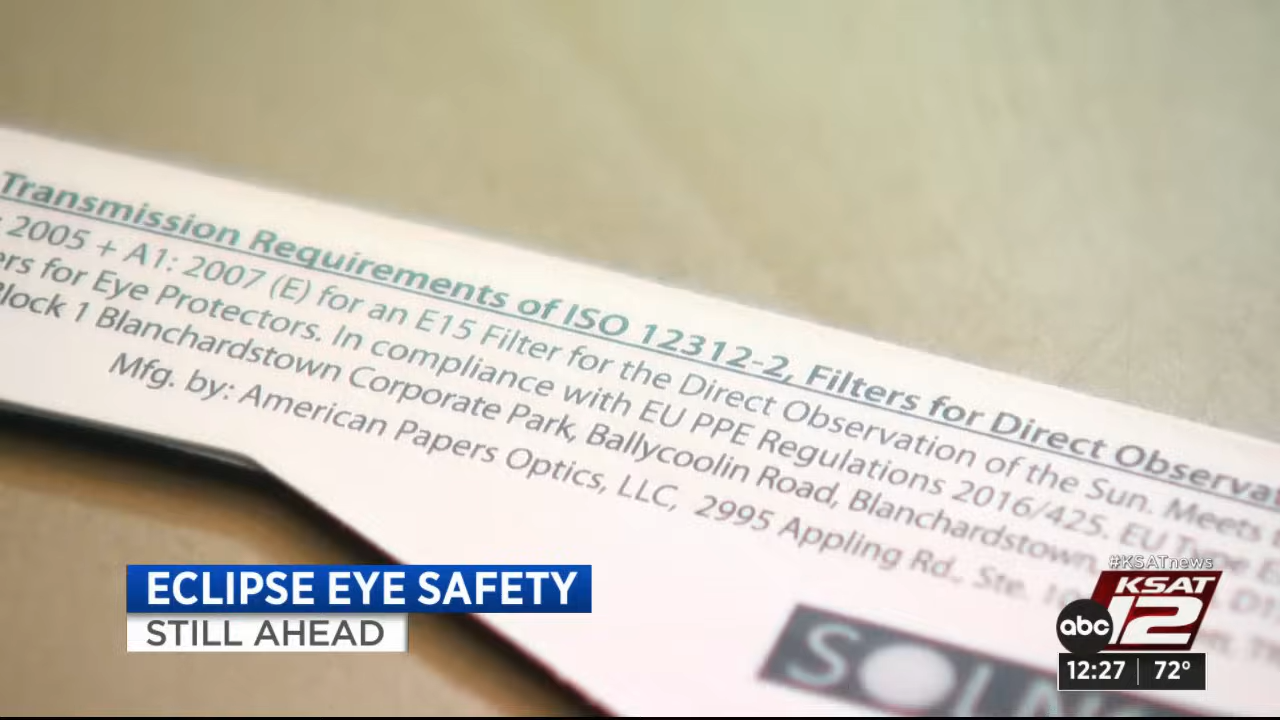 Transmission Requirements of ISO 12312-2, Filters for Direct
2005 + A1: 2007 (E) for an E15 Filter for the Direct Observation of the Sun. Meets
for Eye Protectors. In compliance with EU PPE Regulations 2016/425. EU Type
Block 1 Blanchardstown Corporate Park, Ballycoolin Road, Blanchardstown,
Mfg. by: American Papers Optics, LLC, 2995 Appling Rd., Ste.
ECLIPSE EYE SAFETY
STILL AHEAD
#KSATnews
KSAT
abc 12
12:27 72°